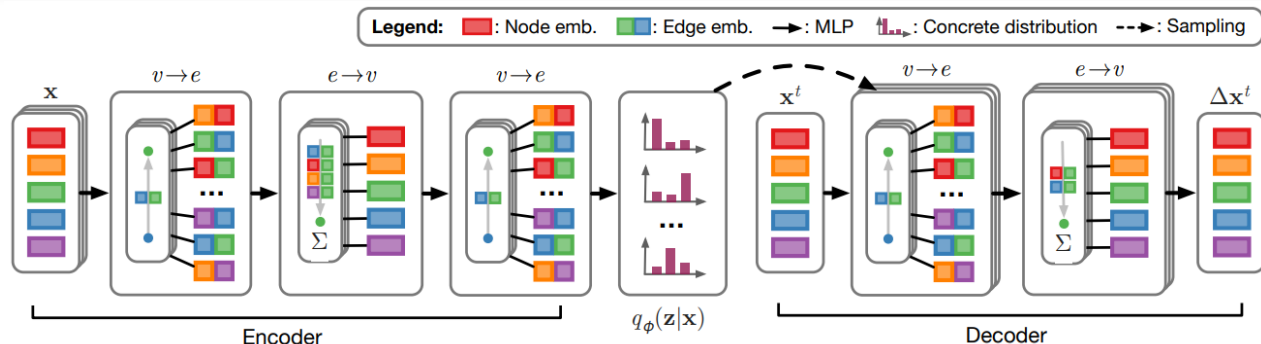 Legend: : Node emb. : Edge emb. : MLP : Concrete distribution : Sampling
x
v→e
e→v
v→e
x^t
v→e
e→v
Δx^t
...
...
...
...
Σ
Σ
q_ϕ(z|x)
Encoder
Decoder